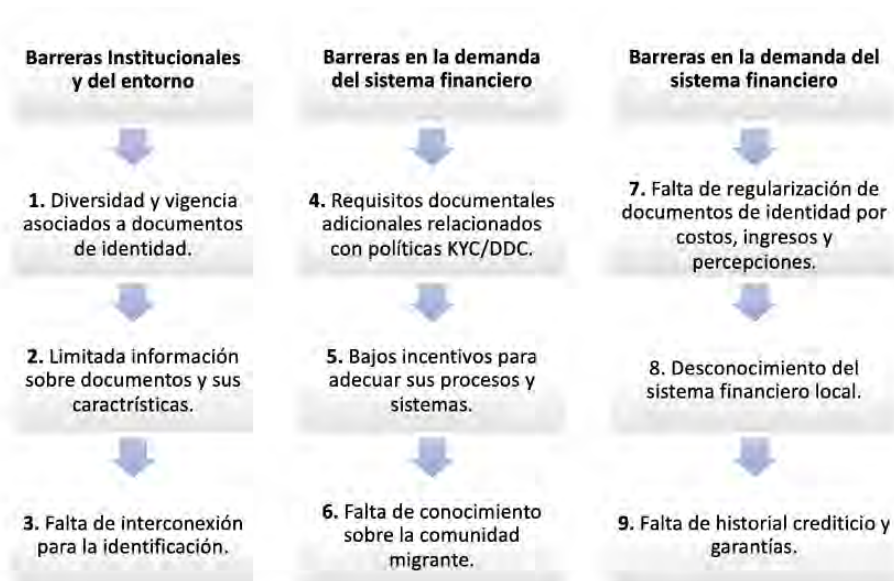 Barreras Institucionales
y del entorno
1. Diversidad y vigencia
asociados a documentos
de identidad.
2. Limitada información
sobre documentos y sus
caractrísticas.
3. Falta de interconexión
para la identificación.
Barreras en la demanda
del sistema financiero
4. Requisitos documentales
adicionales relacionados
con políticas KYC/DDC.
5. Bajos incentivos para
adecuar sus procesos y
sistemas.
6. Falta de conocimiento
sobre la comunidad
migrante.
Barreras en la demanda del
sistema financiero
7. Falta de regularización de
documentos de identidad por
costos, ingresos y
percepciones.
8. Desconocimiento del
sistema financiero local.
9. Falta de historial crediticio y
garantías.